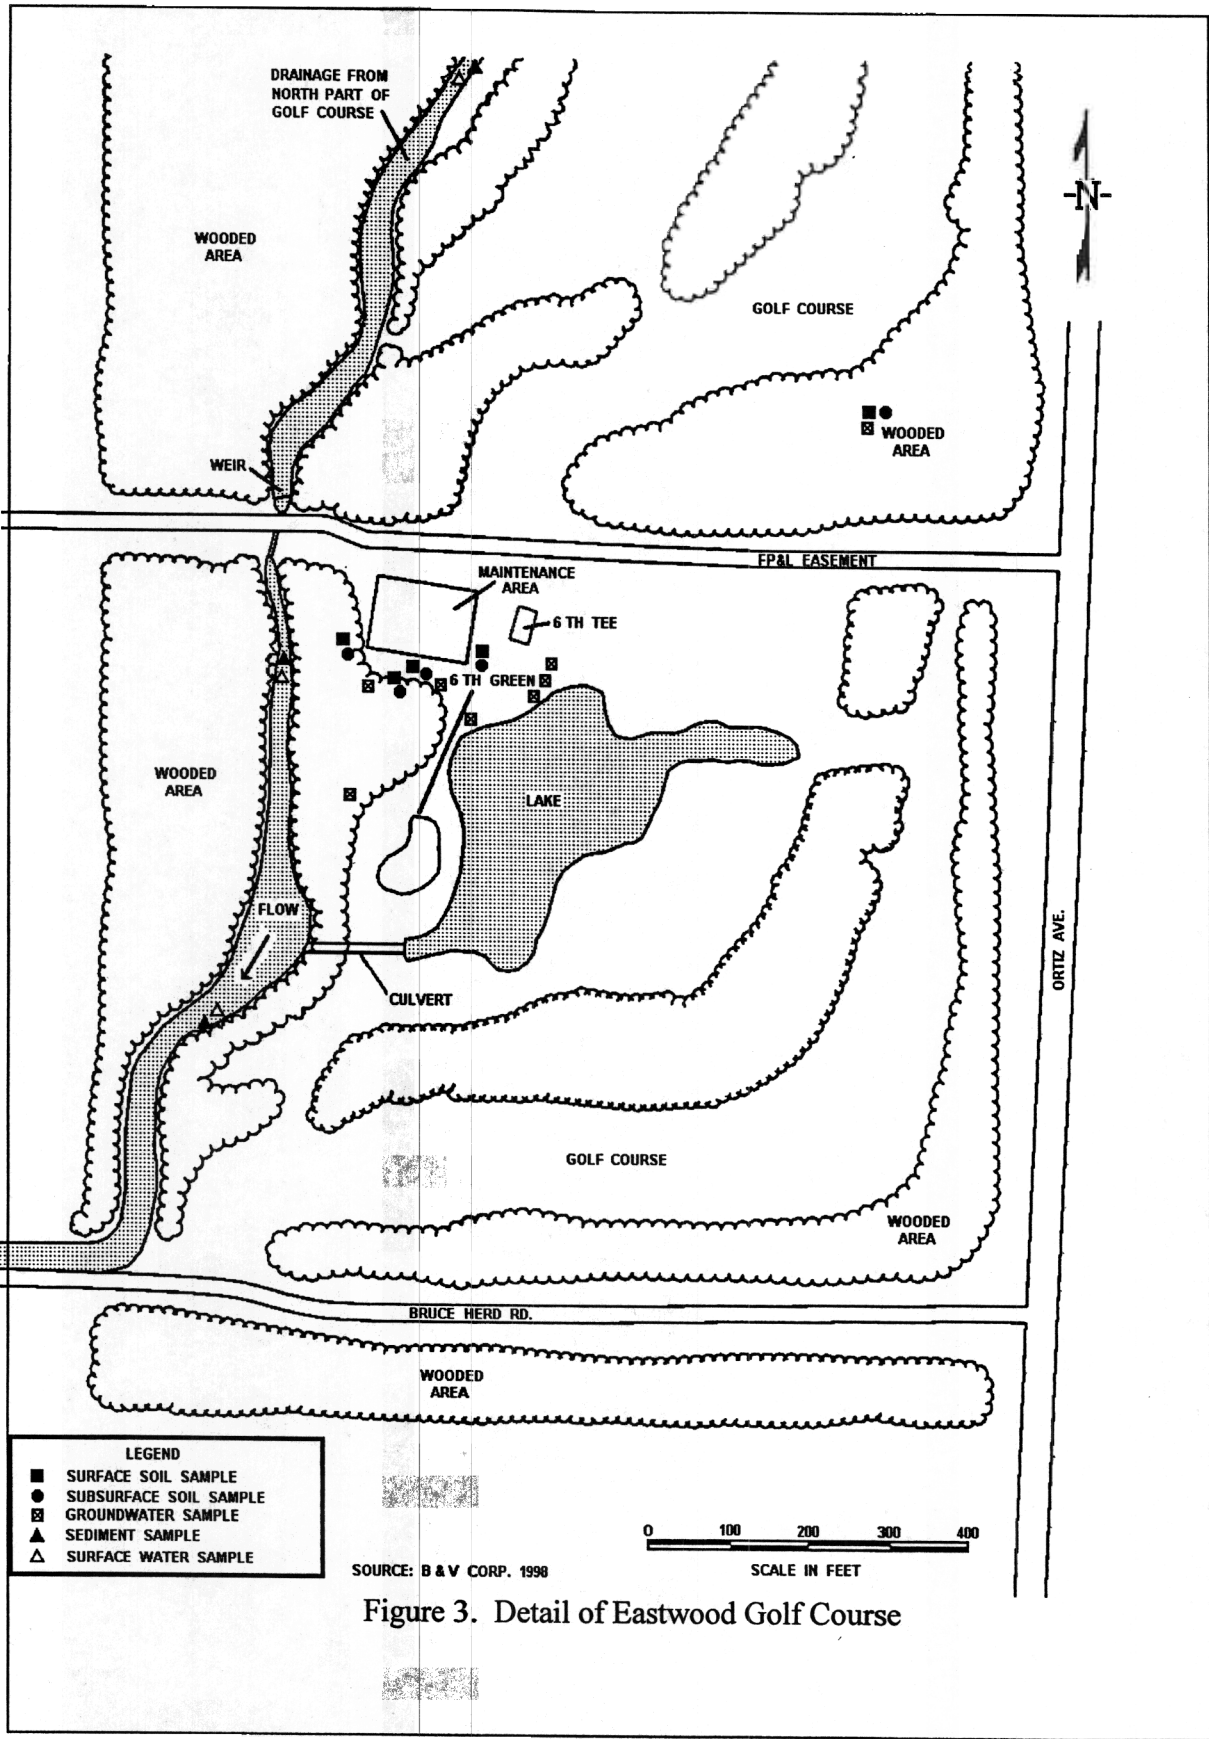 DRAINAGE FROM
NORTH PART OF
GOLF COURSE
-N-
WOODED
AREA
GOLF COURSE
WOODED
AREA
WEIR
FP&L EASEMENT
MAINTENANCE
AREA
6 TH TEE
6 TH GREEN
WOODED
AREA
LAKE
FLOW
ORTIZ AVE.
CULVERT
GOLF COURSE
WOODED
AREA
BRUCE HERD RD.
WOODED
AREA
LEGEND
SURFACE SOIL SAMPLE
SUBSURFACE SOIL SAMPLE
GROUNDWATER SAMPLE
SEDIMENT SAMPLE
SURFACE WATER SAMPLE
0 100 200 300 400
SCALE IN FEET
SOURCE: B & V CORP. 1998
Figure 3. Detail of Eastwood Golf Course